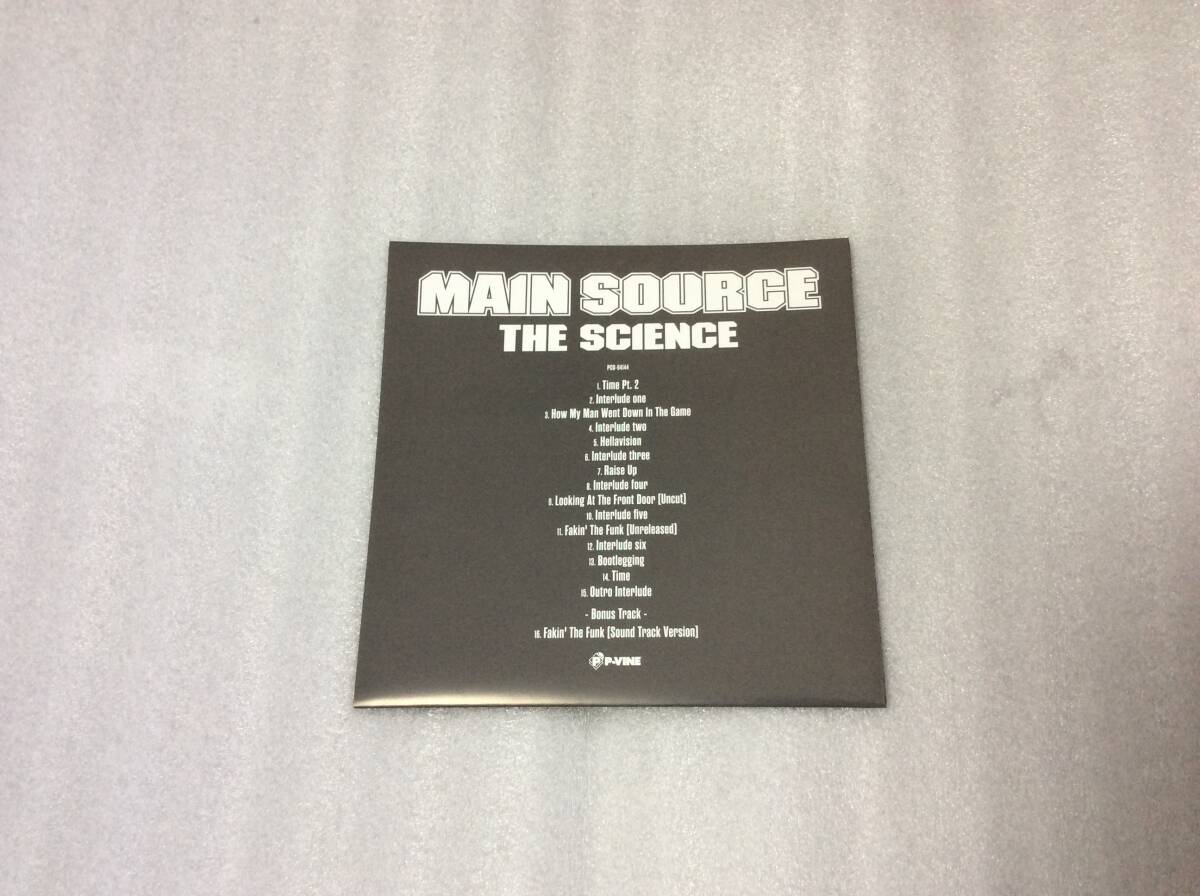 MAIN SOURCE
THE SCIENCE
PCD-94144
1. Time Pt. 2
2. Interlude one
3. How My Man Went Down In The Game
4. Interlude two
5. Hellavision
6. Interlude three
7. Raise Up
8. Interlude four
9. Looking At The Front Door [Uncut]
10. Interlude five
11. Fakin' The Funk [Unreleased]
12. Interlude six
13. Bootlegging
14. Time
15. Outro Interlude
- Bonus Track -
16. Fakin' The Funk [Sound Track Version]
P P-VINE